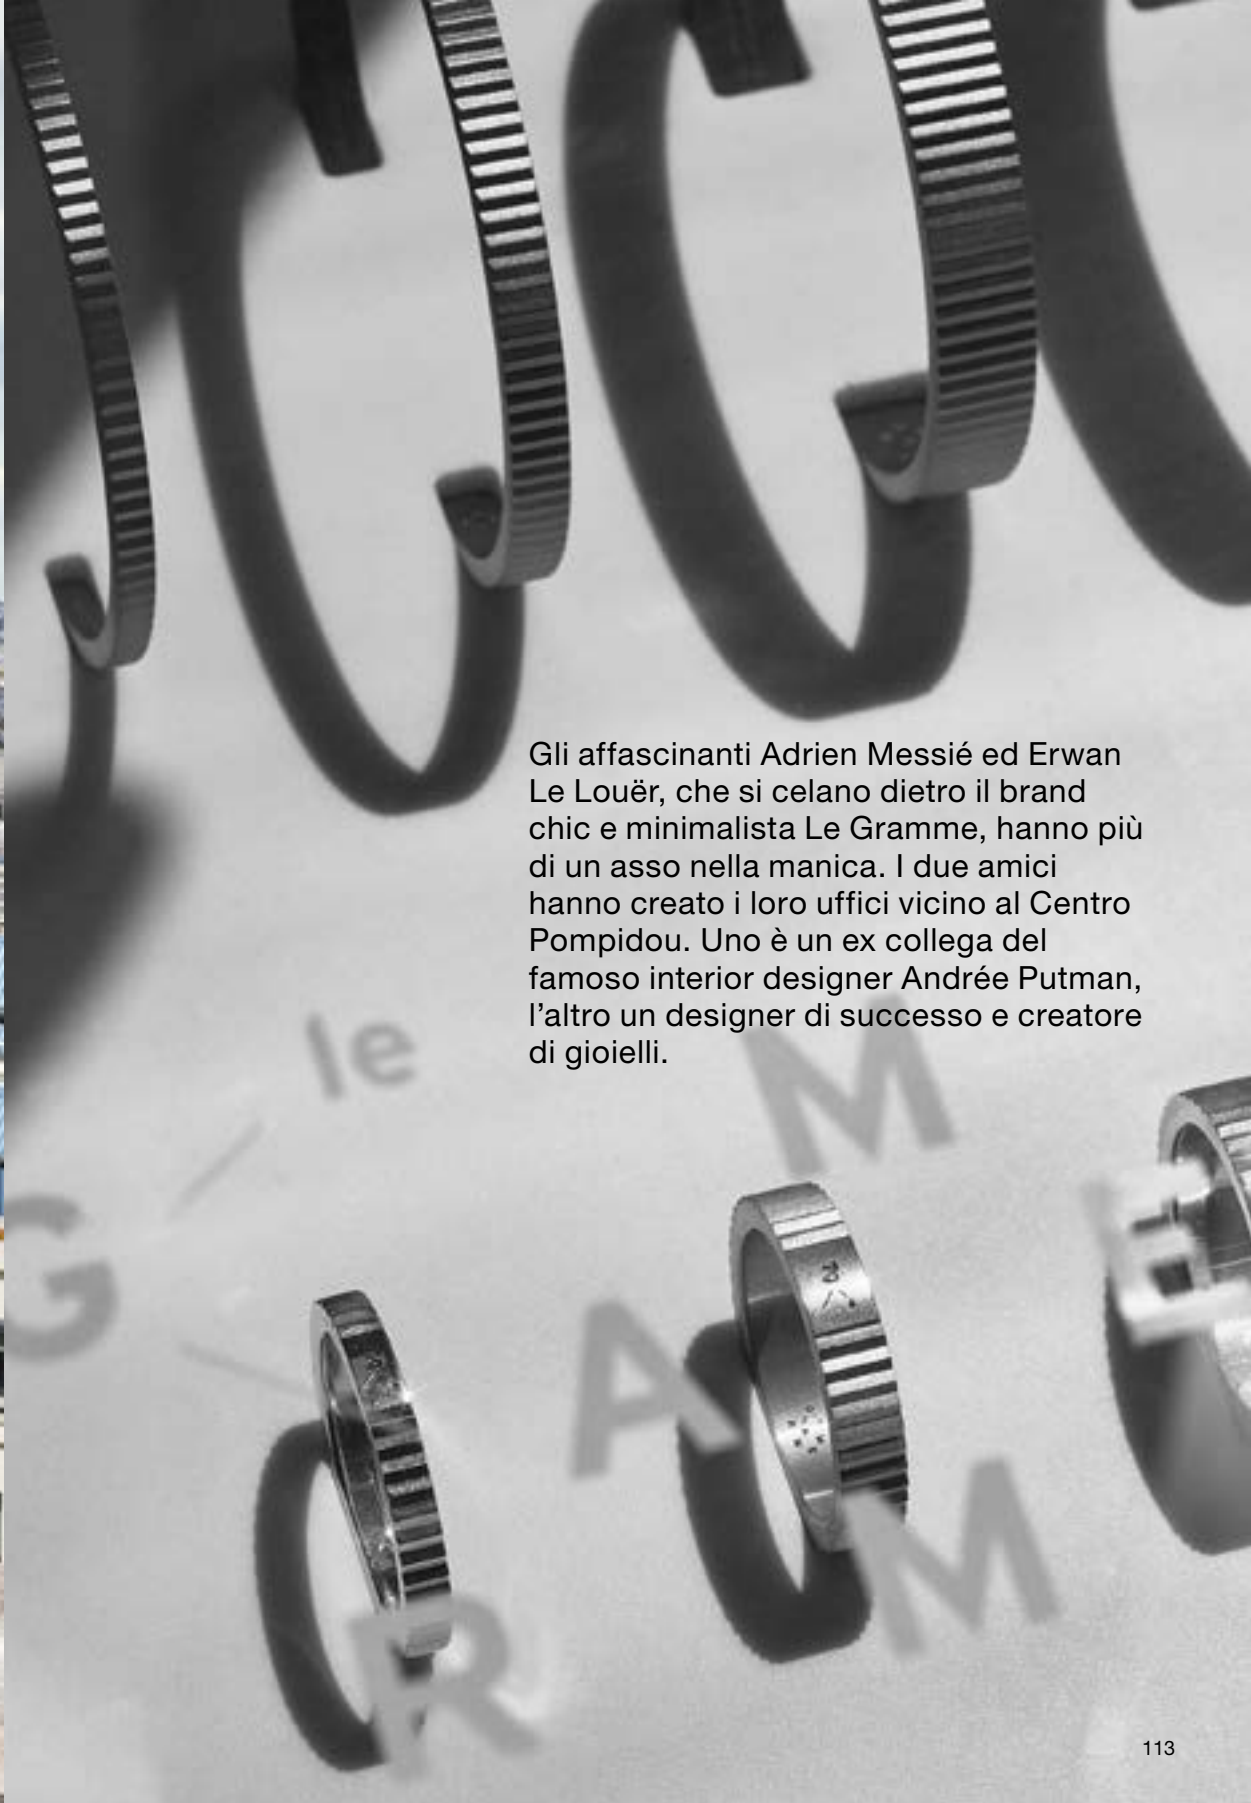 Gli affascinanti Adrien Messié ed Erwan
Le Louër, che si celano dietro il brand
chic e minimalista Le Gramme, hanno più
di un asso nella manica. I due amici
hanno creato i loro uffici vicino al Centro
Pompidou. Uno è un ex collega del
famoso interior designer Andrée Putman,
l’altro un designer di successo e creatore
di gioielli.
le
G
R
A
M
M
E
113